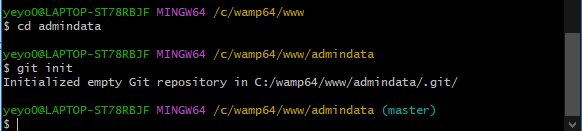 yeyo0@LAPTOP-ST78RBJF MINGW64 /c/wamp64/www
$ cd admindata
yeyo0@LAPTOP-ST78RBJF MINGW64 /c/wamp64/www/admindata
$ git init
Initialized empty Git repository in C:/wamp64/www/admindata/.git/
yeyo0@LAPTOP-ST78RBJF MINGW64 /c/wamp64/www/admindata (master)
$